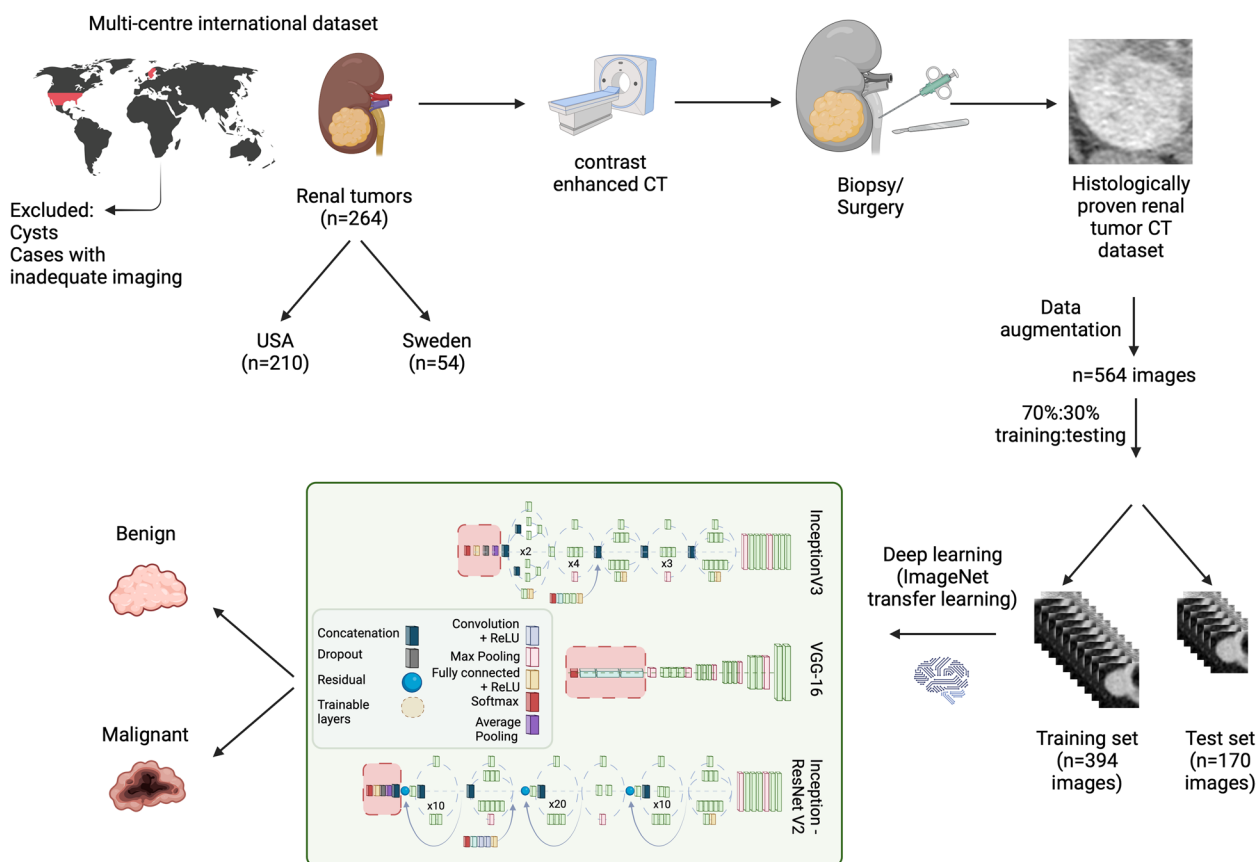 Multi-centre international dataset
Excluded:
Cysts
Cases with
inadequate imaging
Renal tumors
(n=264)
USA
(n=210)
Sweden
(n=54)
contrast
enhanced CT
Biopsy/
Surgery
Histologically
proven renal
tumor CT
dataset
Data
augmentation
n=564 images
70%:30%
training:testing
Training set
(n=394
images)
Test set
(n=170
images)
Deep learning
(ImageNet
transfer learning)
InceptionV3
x2
x4
x3
VGG-16
Concatenation
Dropout
Residual
Trainable
layers
Convolution
+ ReLU
Max Pooling
Fully connected
+ ReLU
Softmax
Average
Pooling
Inception -
ResNet V2
x10
x20
x10
Benign
Malignant